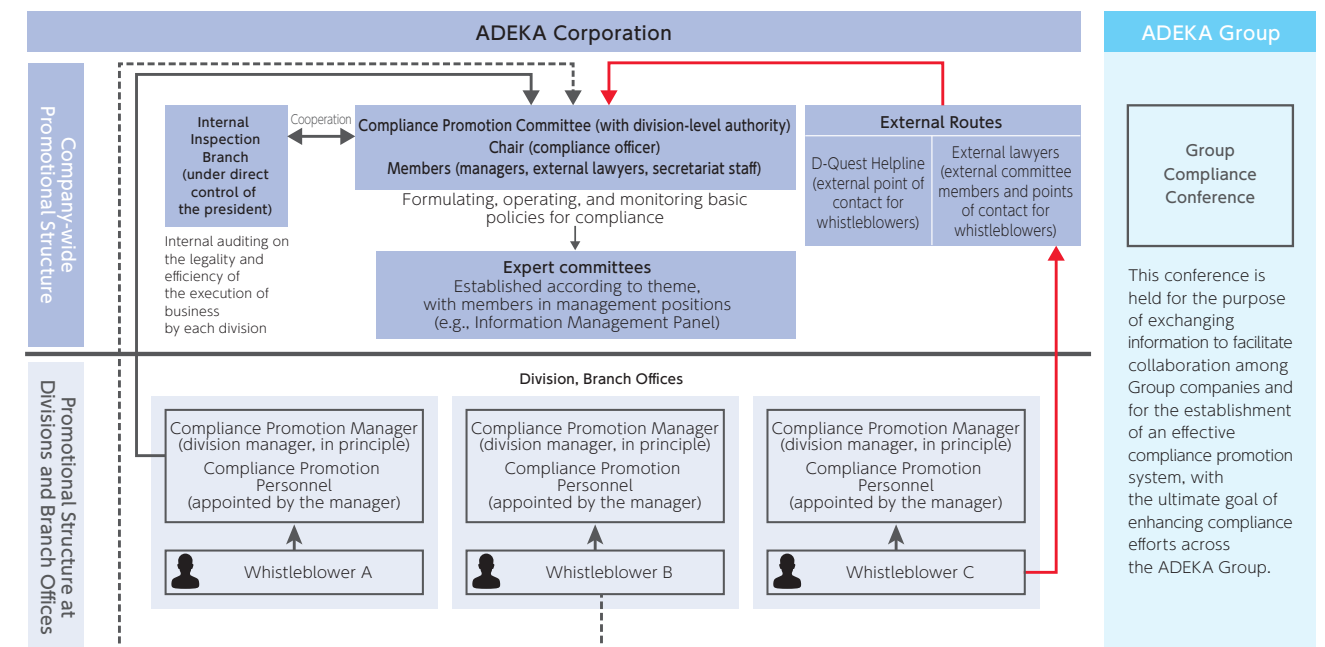 ADEKA Corporation
ADEKA Group
Company-wide
Promotional Structure
Internal
Inspection
Branch
(under direct
control of
the president)
Cooperation
Compliance Promotion Committee (with division-level authority)
Chair (compliance officer)
Members (managers, external lawyers, secretariat staff)
External Routes
D-Quest Helpline
(external point of
contact for
whistleblowers)
External lawyers
(external committee
members and points
of contact for
whistleblowers)
Formulating, operating, and monitoring basic
policies for compliance
Internal auditing on
the legality and
efficiency of
the execution of
business
by each division
Expert committees
Established according to theme,
with members in management positions
(e.g., Information Management Panel)
Group
Compliance
Conference
This conference is
held for the purpose
of exchanging
information to facilitate
collaboration among
Group companies and
for the establishment
of an effective
compliance promotion
system, with
the ultimate goal of
enhancing compliance
efforts across
the ADEKA Group.
Promotional Structure at
Divisions and Branch Offices
Division, Branch Offices
Compliance Promotion Manager
(division manager, in principle)
Compliance Promotion
Personnel
(appointed by the manager)
Whistleblower A
Compliance Promotion Manager
(division manager, in principle)
Compliance Promotion
Personnel
(appointed by the manager)
Whistleblower B
Compliance Promotion Manager
(division manager, in principle)
Compliance Promotion
Personnel
(appointed by the manager)
Whistleblower C